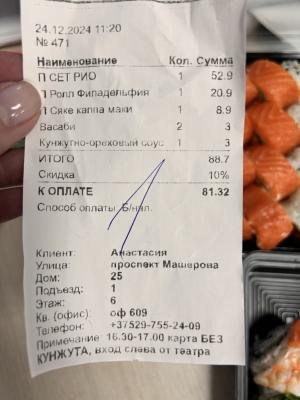 24.12.2024 11:20
№ 471
Наименование Кол. Сумма
П СЕТ РИО 1 52.9
П Ролл Филадельфия 1 20.9
П Сяке каппа маки 1 8.9
Васаби 2 3
Кунжутно-ореховый соус 1 3
ИТОГО 88.7
Скидка 10%
К ОПЛАТЕ 81.32
Способ оплаты: Б/нал.
Клиент: Анастасия
Улица: проспект Машерова
Дом: 25
Подъезд: 1
Этаж: 6
Кв. (офис): оф 609
Телефон: +37529-755-24-09
Примечание: 16.30-17.00 карта БЕЗ
КУНЖУТА, вход слева от театра